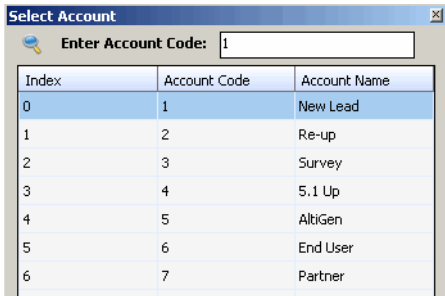 Select Account
Enter Account Code: 1
Index Account Code Account Name
0 1 New Lead
1 2 Re-up
2 3 Survey
3 4 5.1 Up
4 5 AltiGen
5 6 End User
6 7 Partner